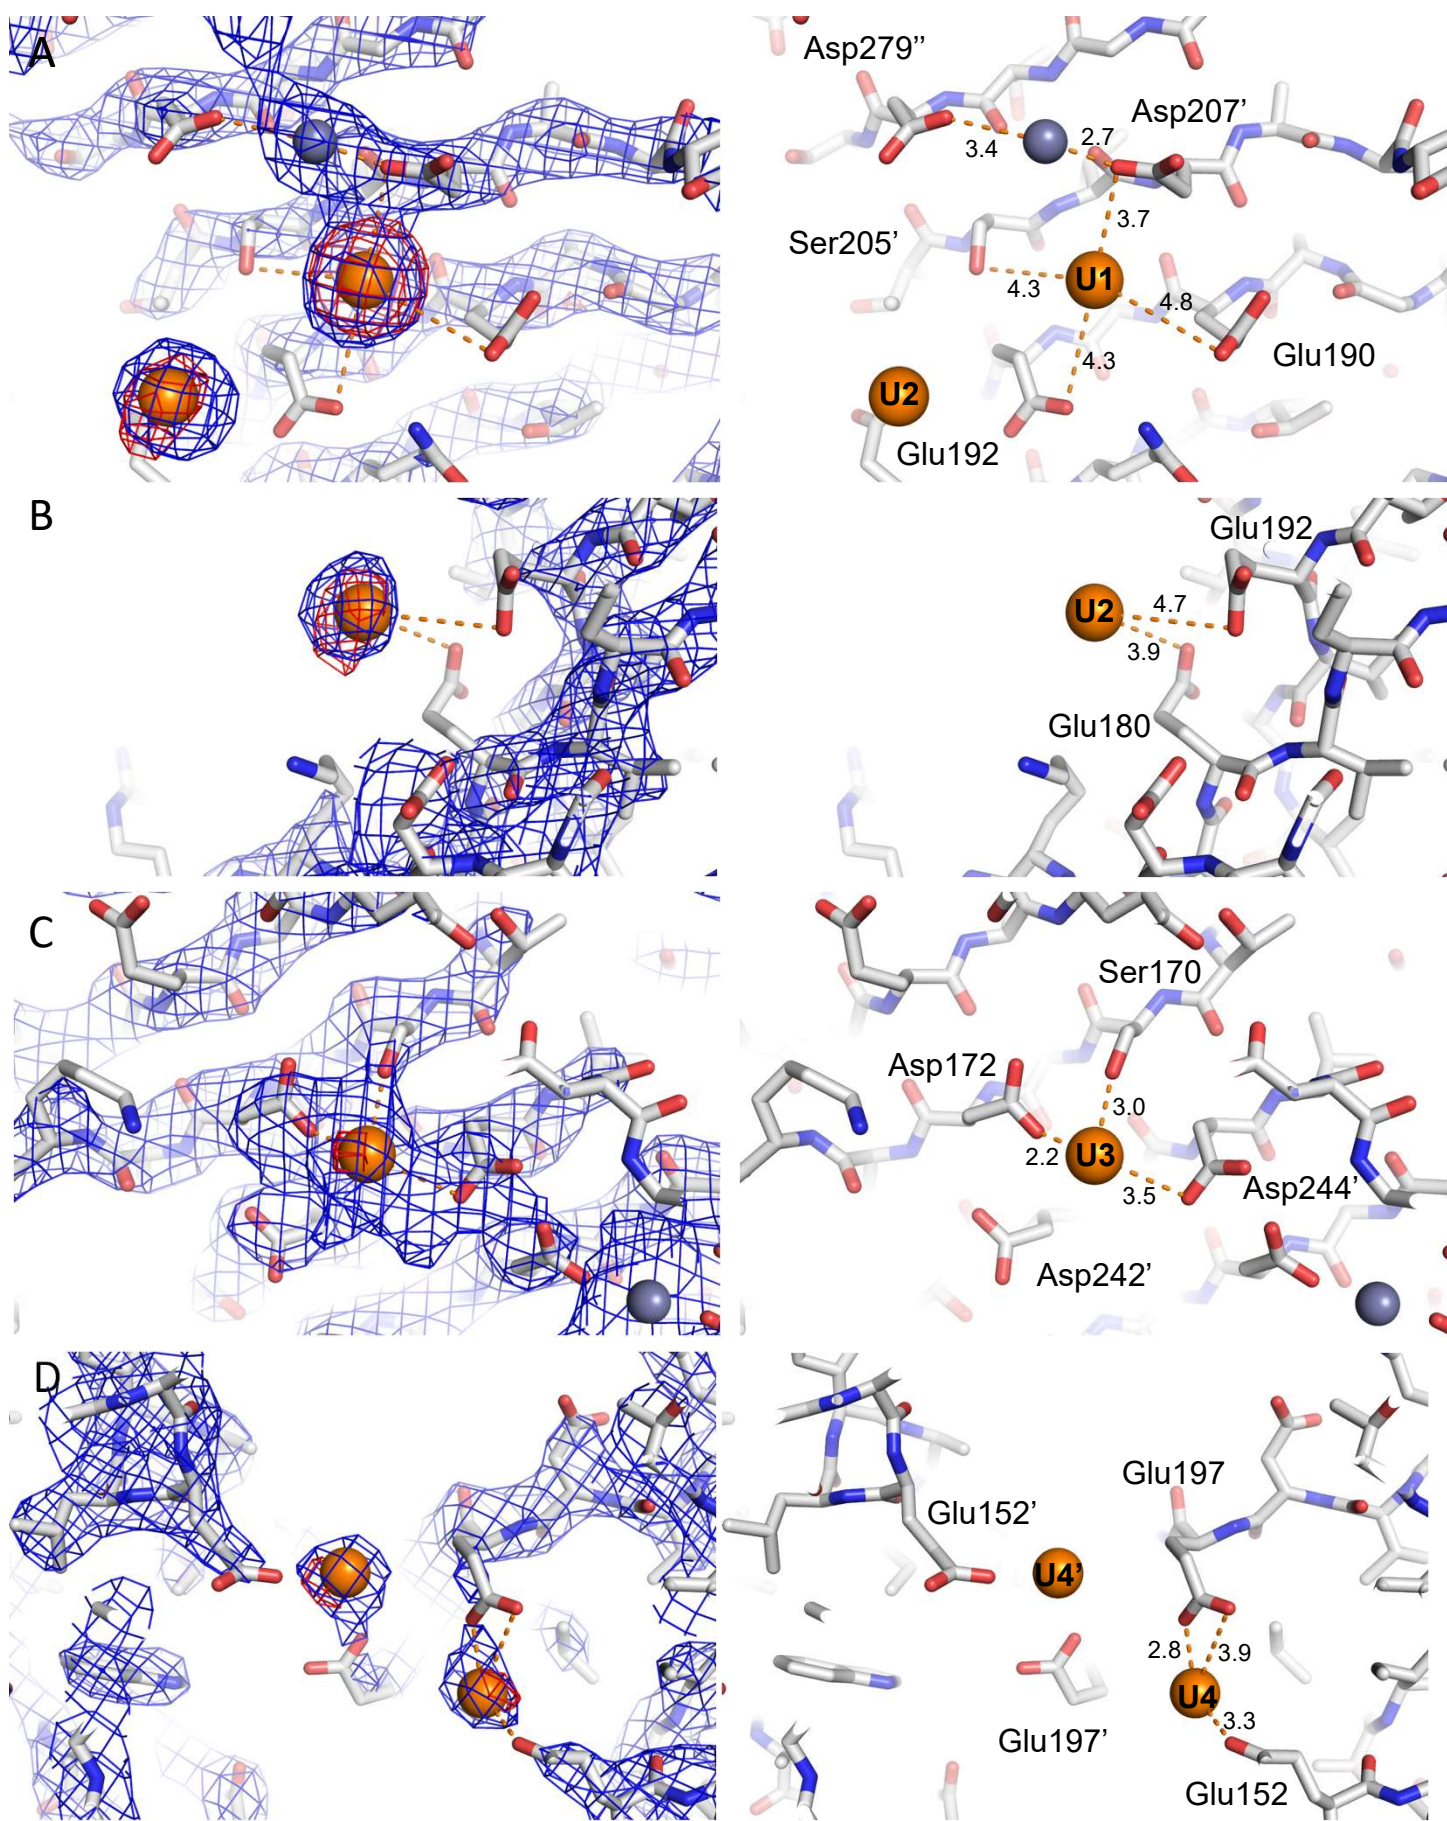 A
Asp279’’
Asp207’
3.4
2.7
3.7
Ser205’
U1
4.3
4.8
4.3
Glu190
U2
Glu192
B
Glu192
U2
4.7
3.9
Glu180
C
Ser170
Asp172
3.0
U3
2.2
3.5
Asp244’
Asp242’
D
Glu197
Glu152’
U4’
2.8
3.9
U4
3.3
Glu197’
Glu152